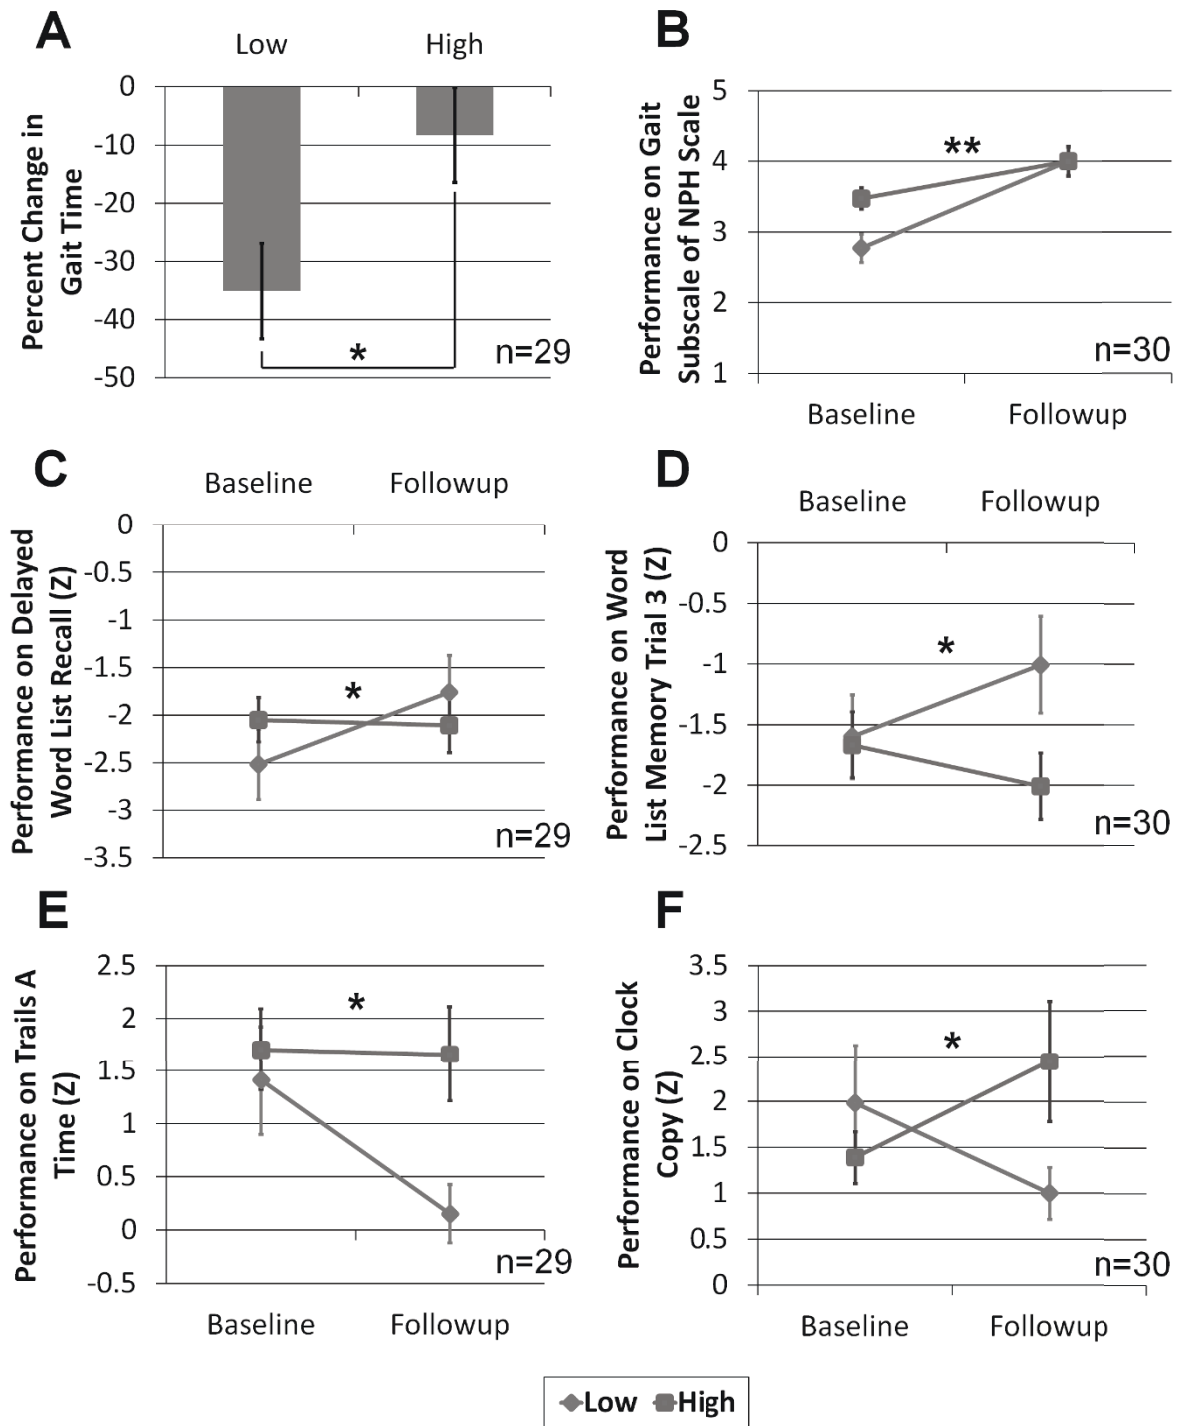 A
Low
High
Percent Change in
Gait Time
0
-10
-20
-30
-40
-50
*
n=29
B
Performance on Gait
Subscale of NPH Scale
5
4
3
2
1
**
n=30
Baseline
Followup
C
Baseline
Followup
Performance on Delayed
Word List Recall (Z)
0
-0.5
-1
-1.5
-2
-2.5
-3
-3.5
*
n=29
D
Baseline
Followup
Performance on Word
List Memory Trial 3 (Z)
0
-0.5
-1
-1.5
-2
-2.5
*
n=30
E
Performance on Trails A
Time (Z)
2.5
2
1.5
1
0.5
0
-0.5
*
n=29
Baseline
Followup
F
Performance on Clock
Copy (Z)
3.5
3
2.5
2
1.5
1
0.5
0
*
n=30
Baseline
Followup
Low
High